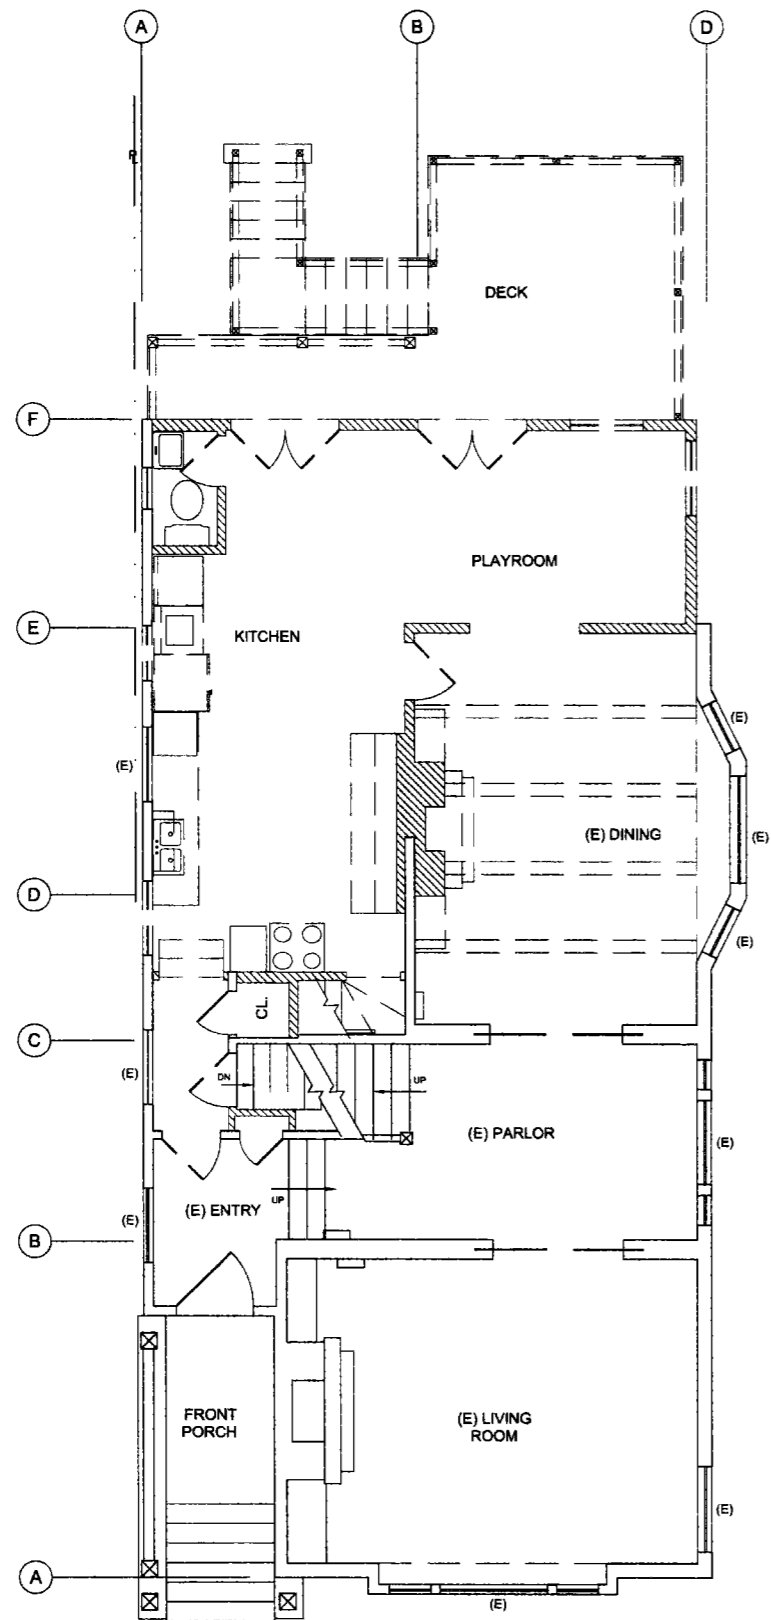 A
B
D
DECK
F
PLAYROOM
E
KITCHEN
(E)
(E)
(E) DINING
(E)
D
(E)
CL.
C
(E)
DN
UP
(E) PARLOR
(E)
UP
(E) ENTRY
(E)
B
FRONT
PORCH
(E) LIVING
ROOM
(E)
A
(E)